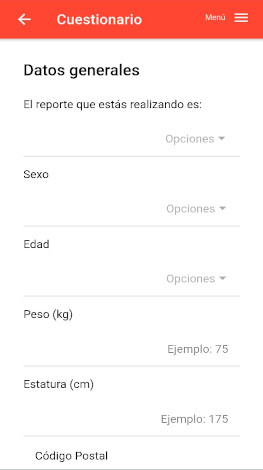 Cuestionario
Menú
Datos generales
El reporte que estás realizando es:
Opciones
Sexo
Opciones
Edad
Opciones
Peso (kg)
Ejemplo: 75
Estatura (cm)
Ejemplo: 175
Código Postal